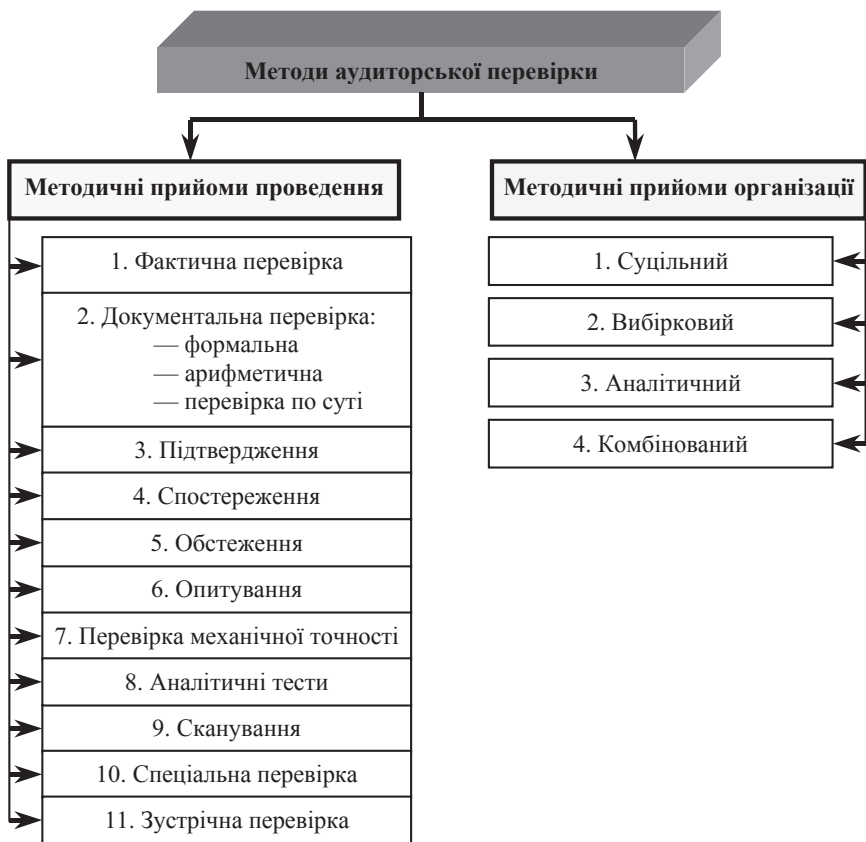 Методи аудиторської перевірки
Методичні прийоми проведення
1. Фактична перевірка
2. Документальна перевірка:
— формальна
— арифметична
— перевірка по суті
3. Підтвердження
4. Спостереження
5. Обстеження
6. Опитування
7. Перевірка механічної точності
8. Аналітичні тести
9. Сканування
10. Спеціальна перевірка
11. Зустрічна перевірка
Методичні прийоми організації
1. Суцільний
2. Вибірковий
3. Аналітичний
4. Комбінований